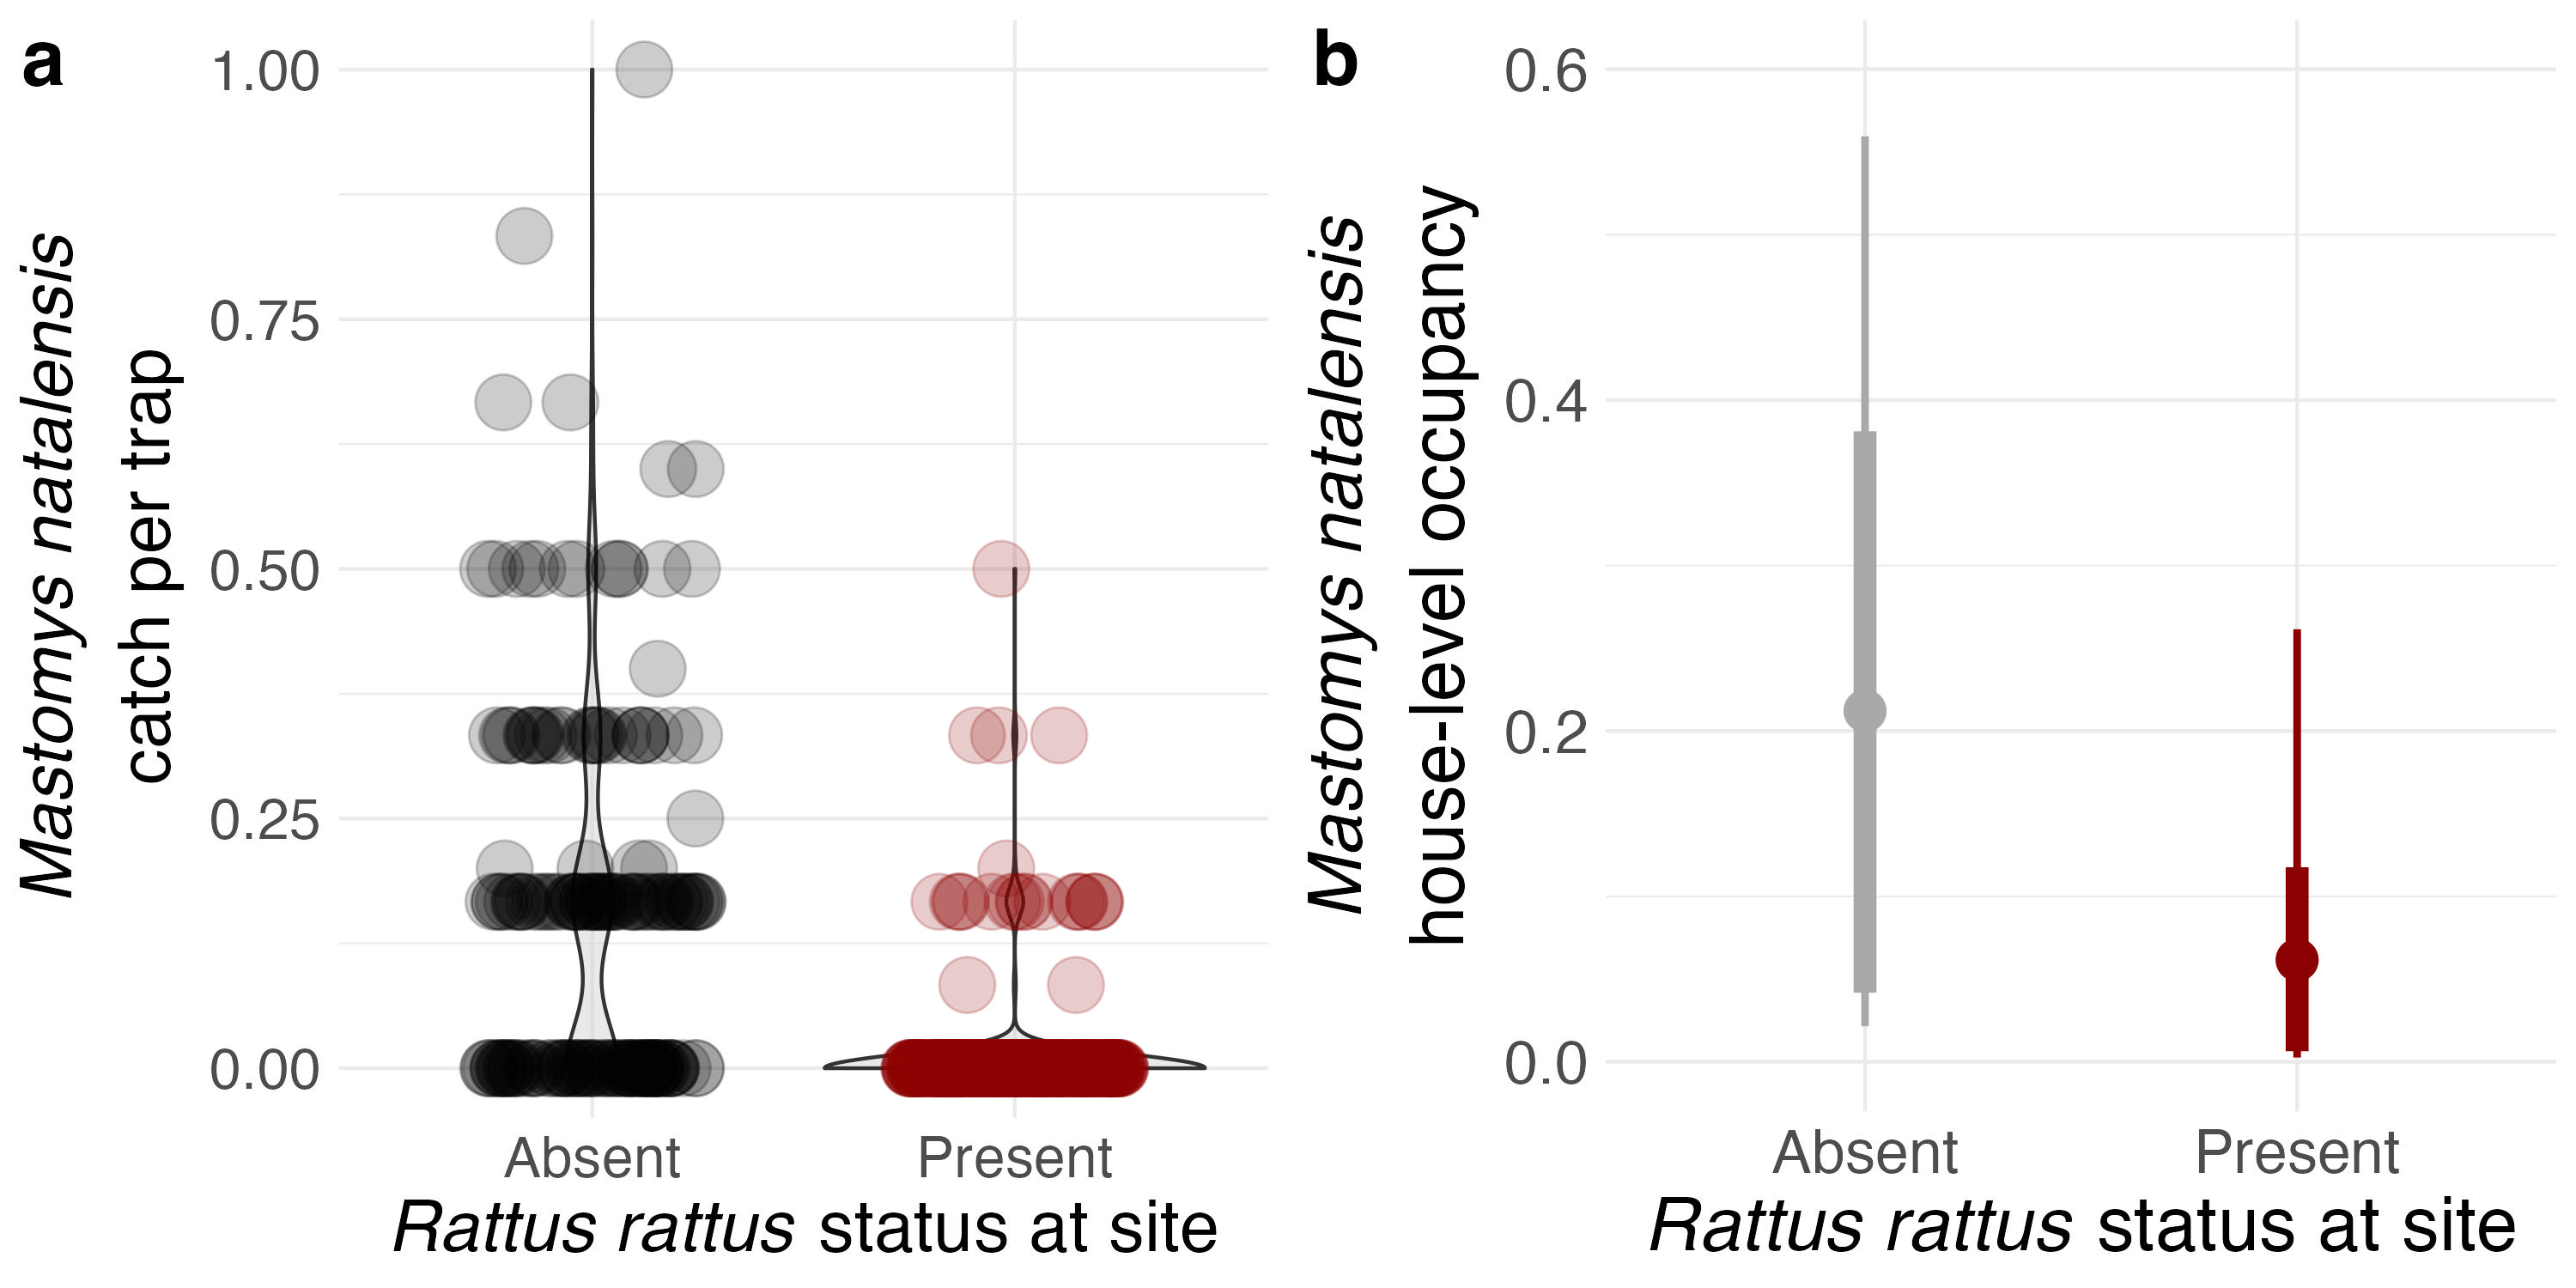 a
Mastomys natalensis
catch per trap
1.00
0.75
0.50
0.25
0.00
Absent
Present
Rattus rattus status at site
b
Mastomys natalensis
house-level occupancy
0.6
0.4
0.2
0.0
Absent
Present
Rattus rattus status at site